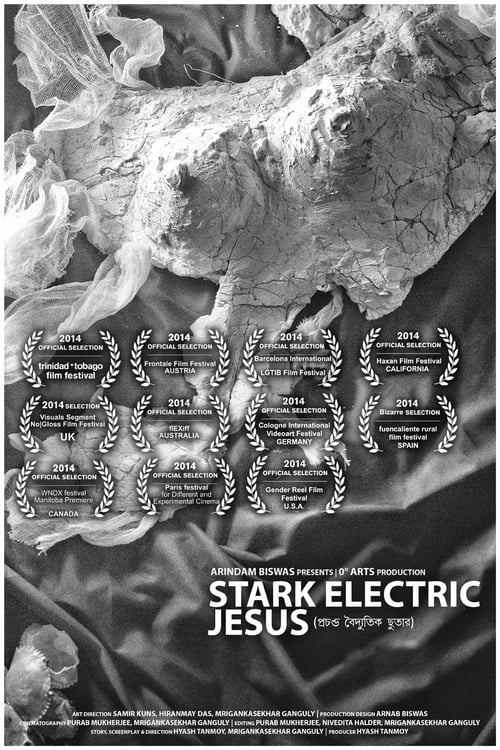 2014
OFFICIAL SELECTION
trinidad+tobago
film festival
2014
OFFICIAL SELECTION
Frontale Film Festival
AUSTRIA
2014
OFFICIAL SELECTION
Barcelona International
LGTIB Film Festival
2014
OFFICIAL SELECTION
Haxan Film Festival
CALIFORNIA
2014 SELECTION
Visuals Segment
No|Gloss Film Festival
UK
2014
OFFICIAL SELECTION
flEXiff
AUSTRALIA
2014
OFFICIAL SELECTION
Cologne International
Videoart Festival
GERMANY
2014
Bizarre SELECTION
fuencaliente rural
film festival
SPAIN
2014
OFFICIAL SELECTION
WNDX festival
Manitoba Premiere
CANADA
2014
OFFICIAL SELECTION
Paris festival
for Different and
Experimental Cinema
2014
OFFICIAL SELECTION
Gender Reel Film
Festival
U.S.A.
ARINDAM BISWAS PRESENTS | 0° ARTS PRODUCTION
STARK ELECTRIC
JESUS (প্রচণ্ড বৈদ্যুতিক ছুতার)
ART DIRECTION SAMIR KUNS, HIRANMAY DAS, MRIGANKASEKHAR GANGULY | PRODUCTION DESIGN ARNAB BISWAS
CINEMATOGRAPHY PURAB MUKHERJEE, MRIGANKASEKHAR GANGULY | EDITING PURAB MUKHERJEE, NIVEDITA HALDER, MRIGANKASEKHAR GANGULY
STORY, SCREENPLAY & DIRECTION HYASH TANMOY, MRIGANKASEKHAR GANGULY | PRODUCER HYASH TANMOY